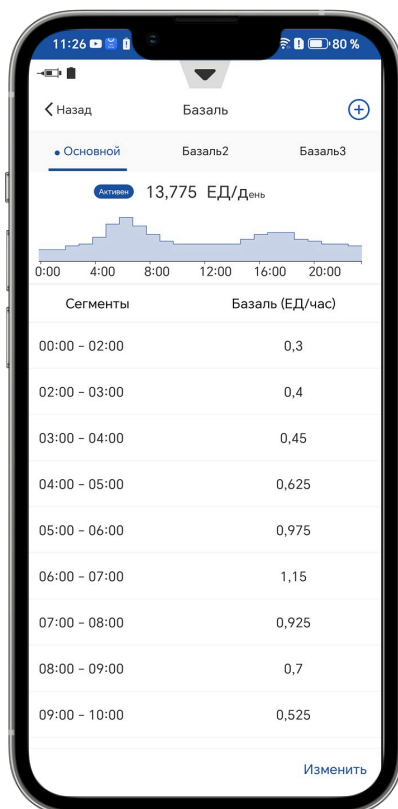 11:26 80 %
Назад Базаль
Основной Базаль2 Базаль3
Активен 13,775 ЕД/день
0:00 4:00 8:00 12:00 16:00 20:00
Сегменты Базаль (ЕД/час)
00:00 – 02:00 0,3
02:00 – 03:00 0,4
03:00 – 04:00 0,45
04:00 – 05:00 0,625
05:00 – 06:00 0,975
06:00 – 07:00 1,15
07:00 – 08:00 0,925
08:00 – 09:00 0,7
09:00 – 10:00 0,525
Изменить